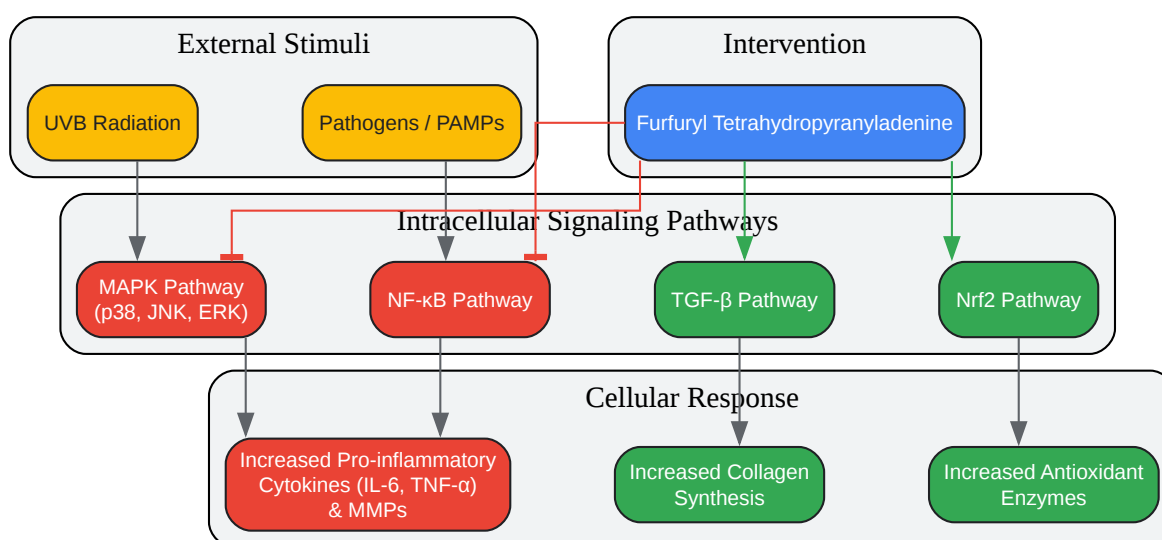 External Stimuli
Intervention
UVB Radiation
Pathogens / PAMPs
Furfuryl Tetrahydropyranyladenine
Intracellular Signaling Pathways
MAPK Pathway
(p38, JNK, ERK)
NF-κB Pathway
TGF-β Pathway
Nrf2 Pathway
Cellular Response
Increased Pro-inflammatory
Cytokines (IL-6, TNF-α)
& MMPs
Increased Collagen
Synthesis
Increased Antioxidant
Enzymes